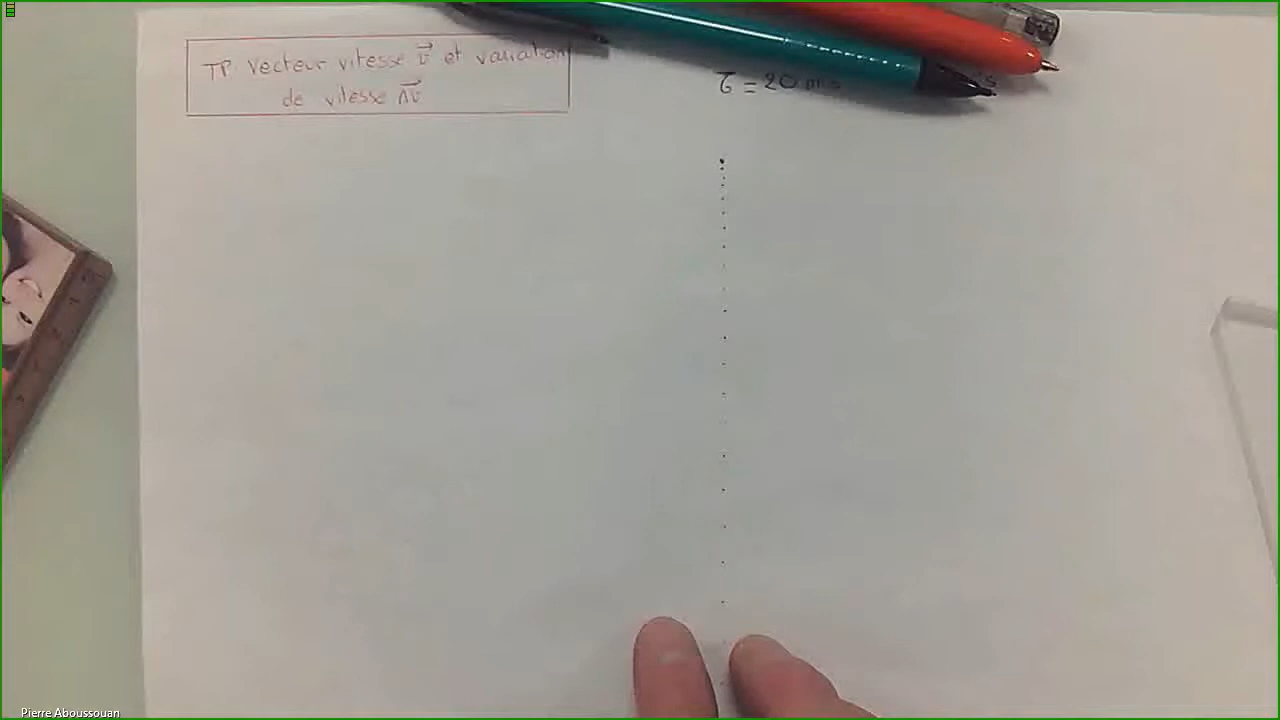 TP Vecteur vitesse v⃗ et variation
de vitesse Δv⃗
τ = 20 ms
Pierre Aboussouan